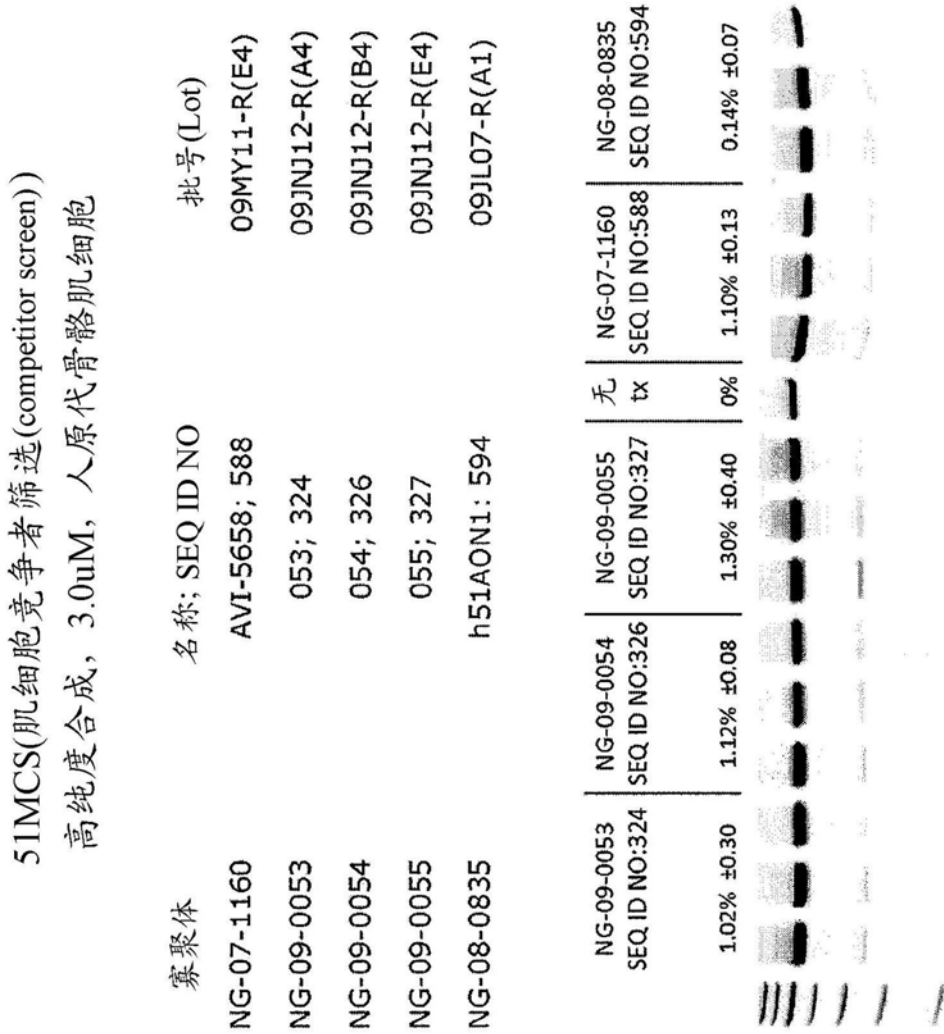 51MCS(肌细胞竞争者筛选(competitor screen))
高纯度合成，3.0uM，人原代骨骼肌细胞
寡聚体 名称; SEQ ID NO 批号(Lot)
NG-07-1160 AVI-5658; 588 09MY11-R(E4)
NG-09-0053 053; 324 09JNJ12-R(A4)
NG-09-0054 054; 326 09JNJ12-R(B4)
NG-09-0055 055; 327 09JNJ12-R(E4)
NG-08-0835 h51AON1: 594 09JL07-R(A1)
NG-09-0053 NG-09-0054 NG-09-0055 无 NG-07-1160 NG-08-0835
SEQ ID NO:324 SEQ ID NO:326 SEQ ID NO:327 tx SEQ ID NO:588 SEQ ID NO:594
1.02% ±0.30 1.12% ±0.08 1.30% ±0.40 0% 1.10% ±0.13 0.14% ±0.07